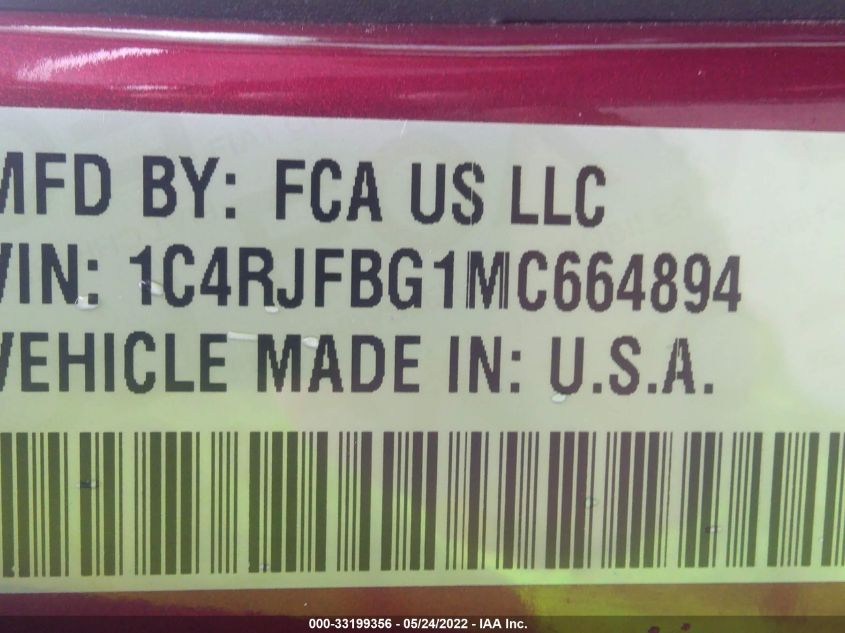 MFD BY: FCA US LLC
VIN: 1C4RJFBG1MC664894
VEHICLE MADE IN: U.S.A.
000-33199356 - 05/24/2022 - IAA Inc.